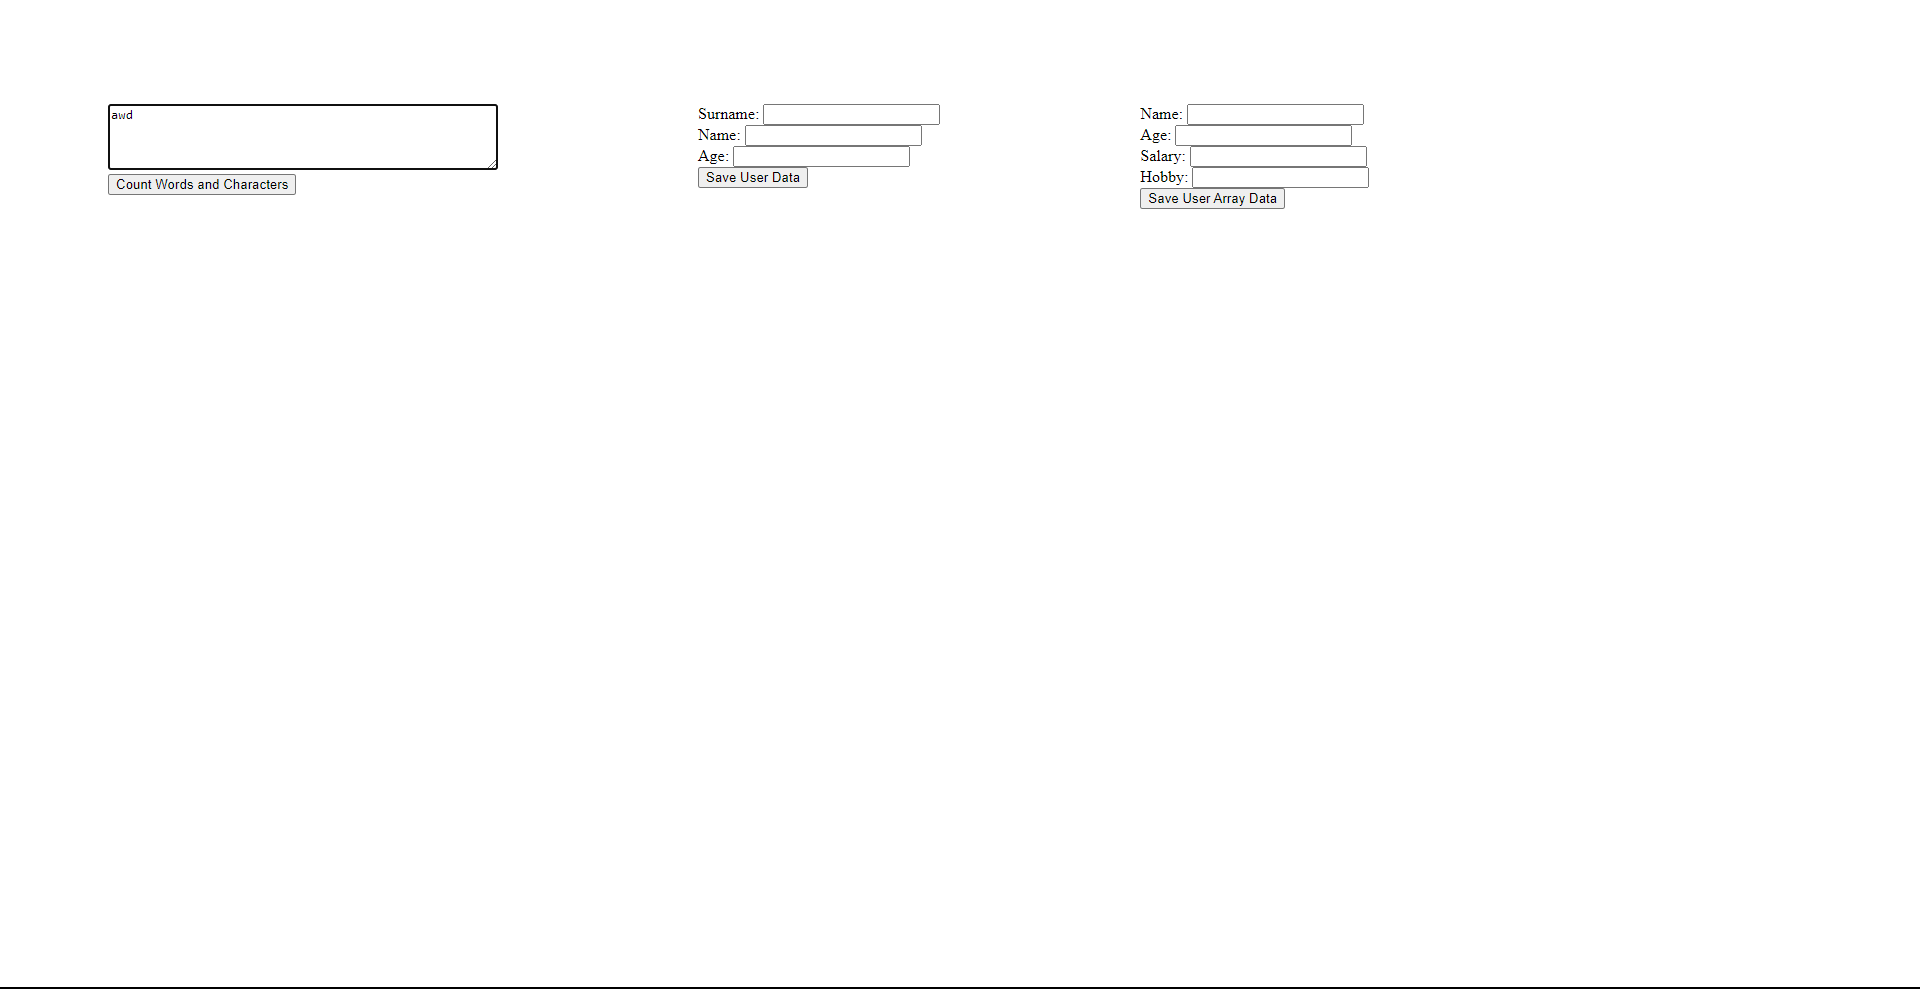 awd
Count Words and Characters
Surname:
Name:
Age:
Save User Data
Name:
Age:
Salary:
Hobby:
Save User Array Data